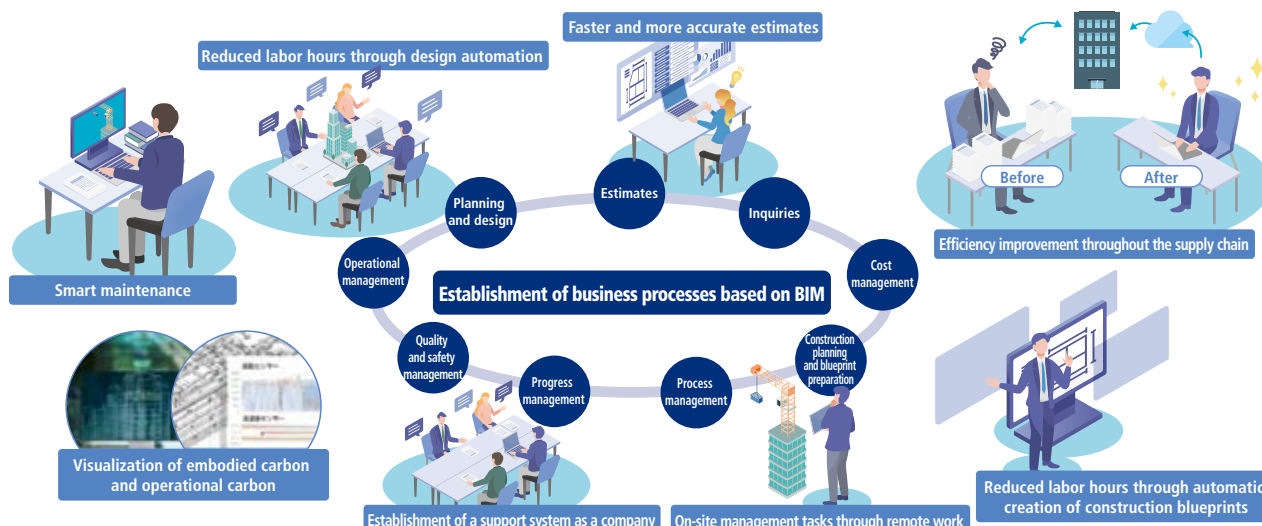 Faster and more accurate estimates
Reduced labor hours through design automation
Before
After
Efficiency improvement throughout the supply chain
Smart maintenance
Estimates
Planning
and design
Inquiries
Operational
management
Cost
management
Establishment of business processes based on BIM
Quality
and safety
management
Construction
planning
and blueprint
preparation
Progress
management
Process
management
Visualization of embodied carbon
and operational carbon
Establishment of a support system as a company
On-site management tasks through remote work
Reduced labor hours through automatic
creation of construction blueprints